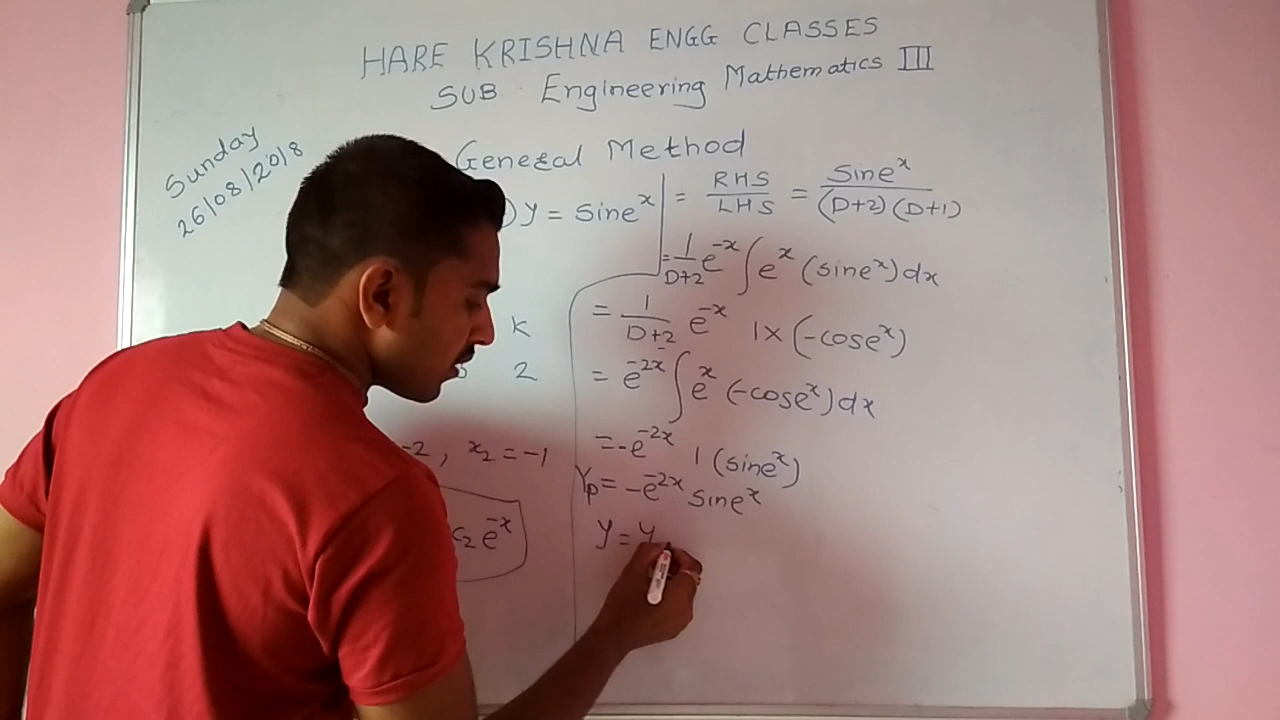 HARE KRISHNA ENGG CLASSES
SUB Engineering Mathematics III
Sunday
26/08/2018
General Method
)y = sine^x
= RHS/LHS = Sine^x/(D+2)(D+1)
= 1/D+2 e^-x ∫ e^x (sine^x) dx
= 1/D+2 e^-x 1 × (-cose^x)
= e^-2x ∫ e^x (-cose^x) dx
= -e^-2x 1 (sine^x)
Yp = -e^-2x sine^x
y = y
k
2
-2, x₂ = -1
c₂e^-x